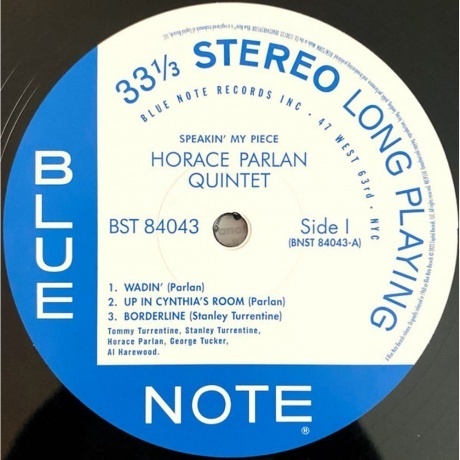 33⅓ STEREO LONG PLAYING
BLUE NOTE RECORDS INC · 47 WEST 63rd · NYC
SPEAKIN' MY PIECE
HORACE PARLAN
QUINTET
BST 84043
Side I
(BNST 84043-A)
1. WADIN' (Parlan)
2. UP IN CYNTHIA'S ROOM (Parlan)
3. BORDERLINE (Stanley Turrentine)
Tommy Turrentine, Stanley Turrentine,
Horace Parlan, George Tucker,
Al Harewood.
BLUE
NOTE
®